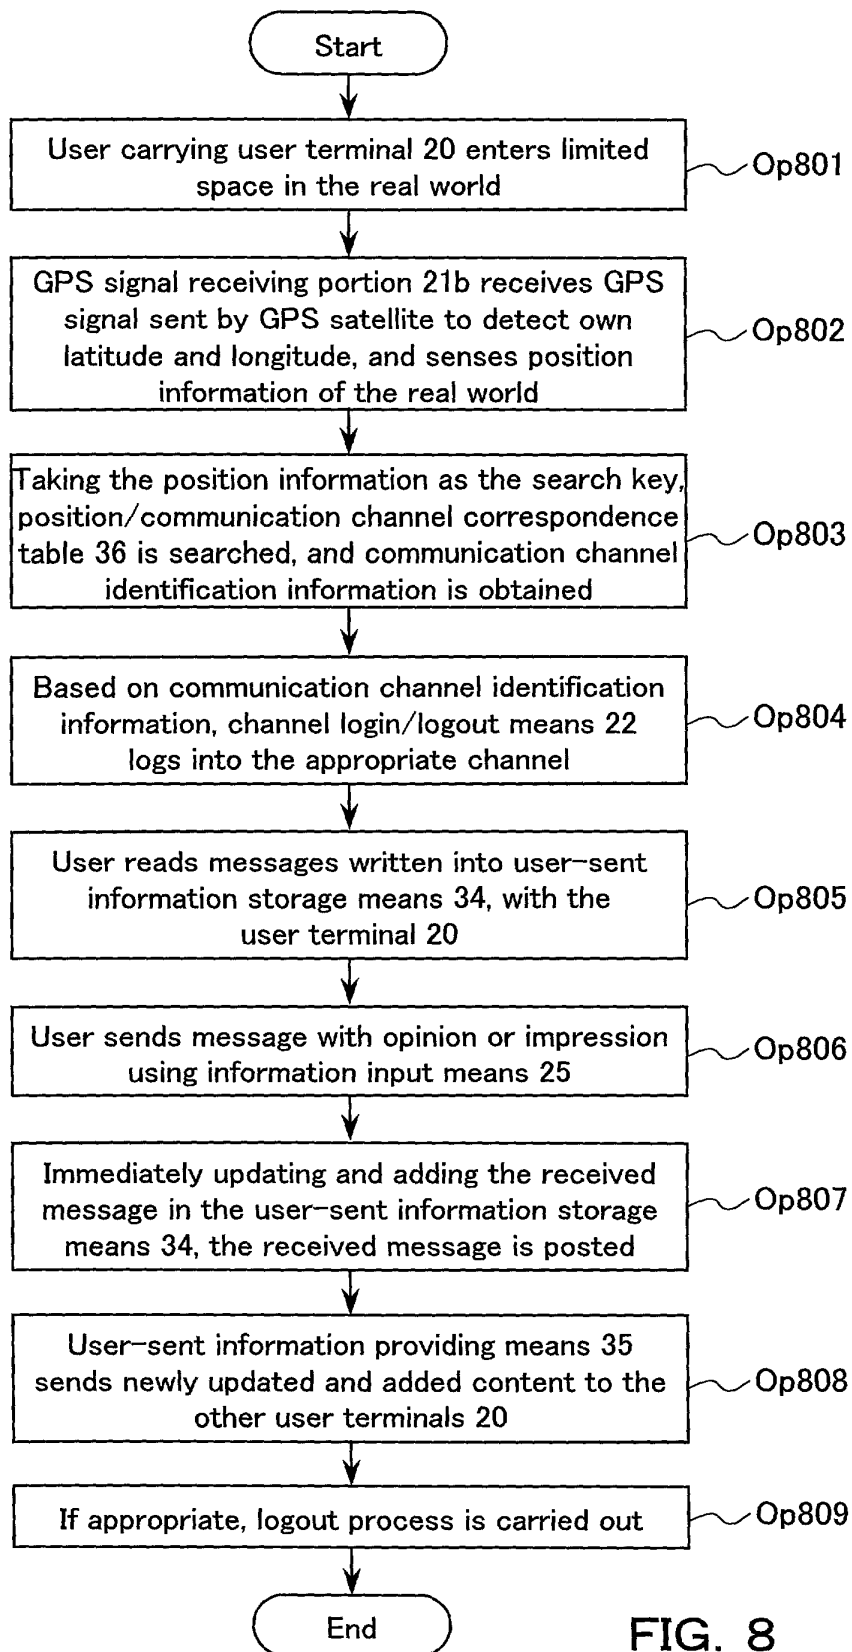 Start
User carrying user terminal 20 enters limited
space in the real world
Op801
GPS signal receiving portion 21b receives GPS
signal sent by GPS satellite to detect own
latitude and longitude, and senses position
information of the real world
Op802
Taking the position information as the search key,
position/communication channel correspondence
table 36 is searched, and communication channel
identification information is obtained
Op803
Based on communication channel identification
information, channel login/logout means 22
logs into the appropriate channel
Op804
User reads messages written into user-sent
information storage means 34, with the
user terminal 20
Op805
User sends message with opinion or impression
using information input means 25
Op806
Immediately updating and adding the received
message in the user-sent information storage
means 34, the received message is posted
Op807
User-sent information providing means 35
sends newly updated and added content to the
other user terminals 20
Op808
If appropriate, logout process is carried out
Op809
End
FIG. 8